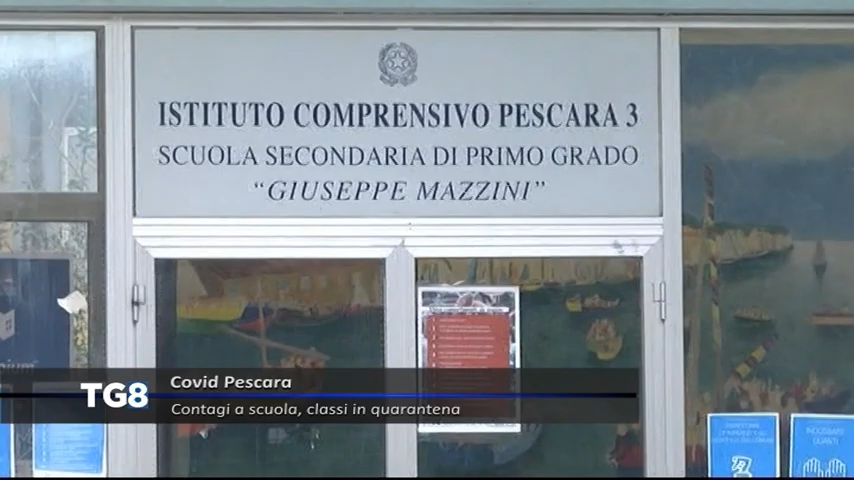 ISTITUTO COMPRENSIVO PESCARA 3
SCUOLA SECONDARIA DI PRIMO GRADO
"GIUSEPPE MAZZINI"
TG8
Covid Pescara
Contagi a scuola, classi in quarantena
INDOSSARE
GUANTI